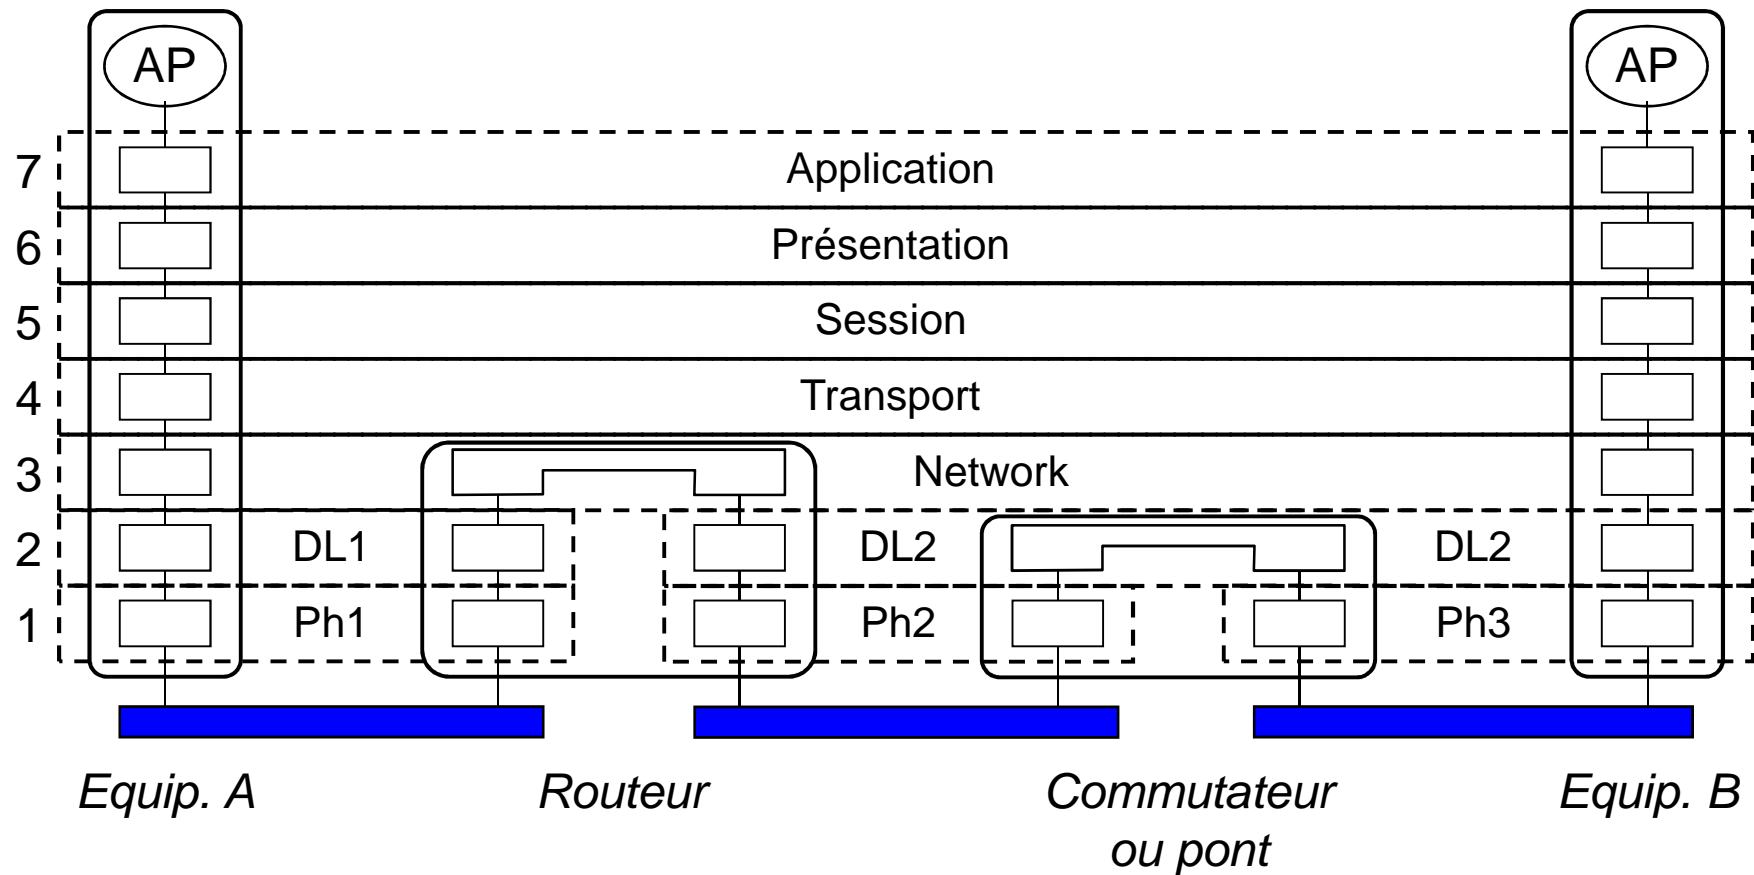 AP AP
7 Application
6 Présentation
5 Session
4 Transport
3 Network
2 DL1 DL2 DL2
1 Ph1 Ph2 Ph3
Equip. A Routeur Commutateur Equip. B
ou pont